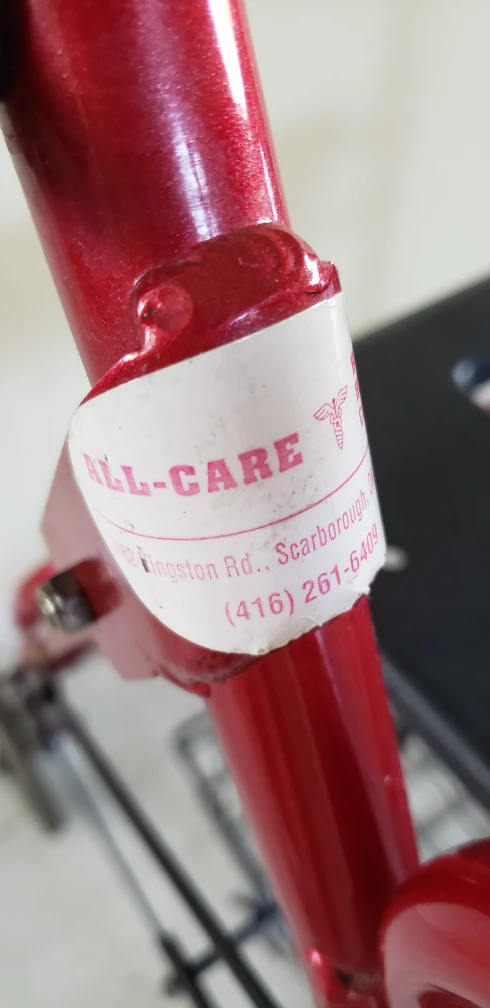 ALL-CARE
Kingston Rd., Scarborough,
(416) 261-6409